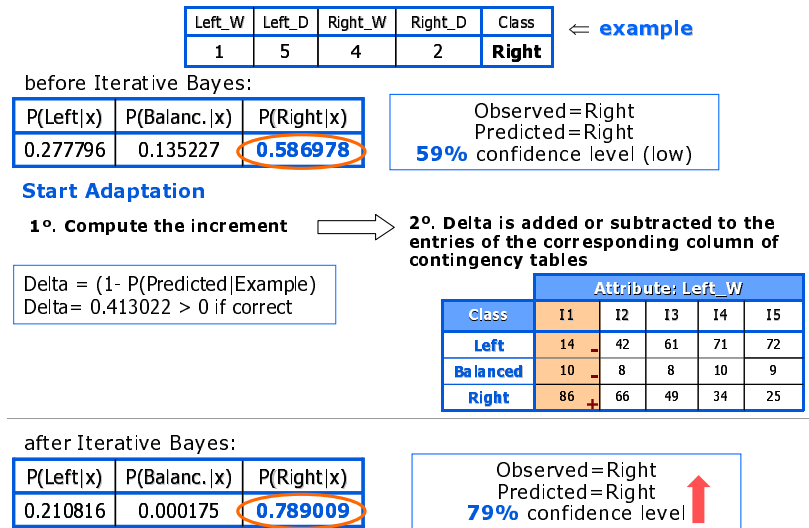 Left_W Left_D Right_W Right_D Class
1 5 4 2 Right
⇐ example
before Iterative Bayes:
P(Left|x) P(Balanc.|x) P(Right|x)
0.277796 0.135227 0.586978
Observed=Right
Predicted=Right
59% confidence level (low)
Start Adaptation
1º. Compute the increment
2º. Delta is added or subtracted to the
entries of the corresponding column of
contingency tables
Delta = (1- P(Predicted|Example)
Delta= 0.413022 > 0 if correct
Attribute: Left_W
Class I1 I2 I3 I4 I5
Left 14 - 42 61 71 72
Balanced 10 - 8 8 10 9
Right 86 + 66 49 34 25
after Iterative Bayes:
P(Left|x) P(Balanc.|x) P(Right|x)
0.210816 0.000175 0.789009
Observed=Right
Predicted=Right
79% confidence level